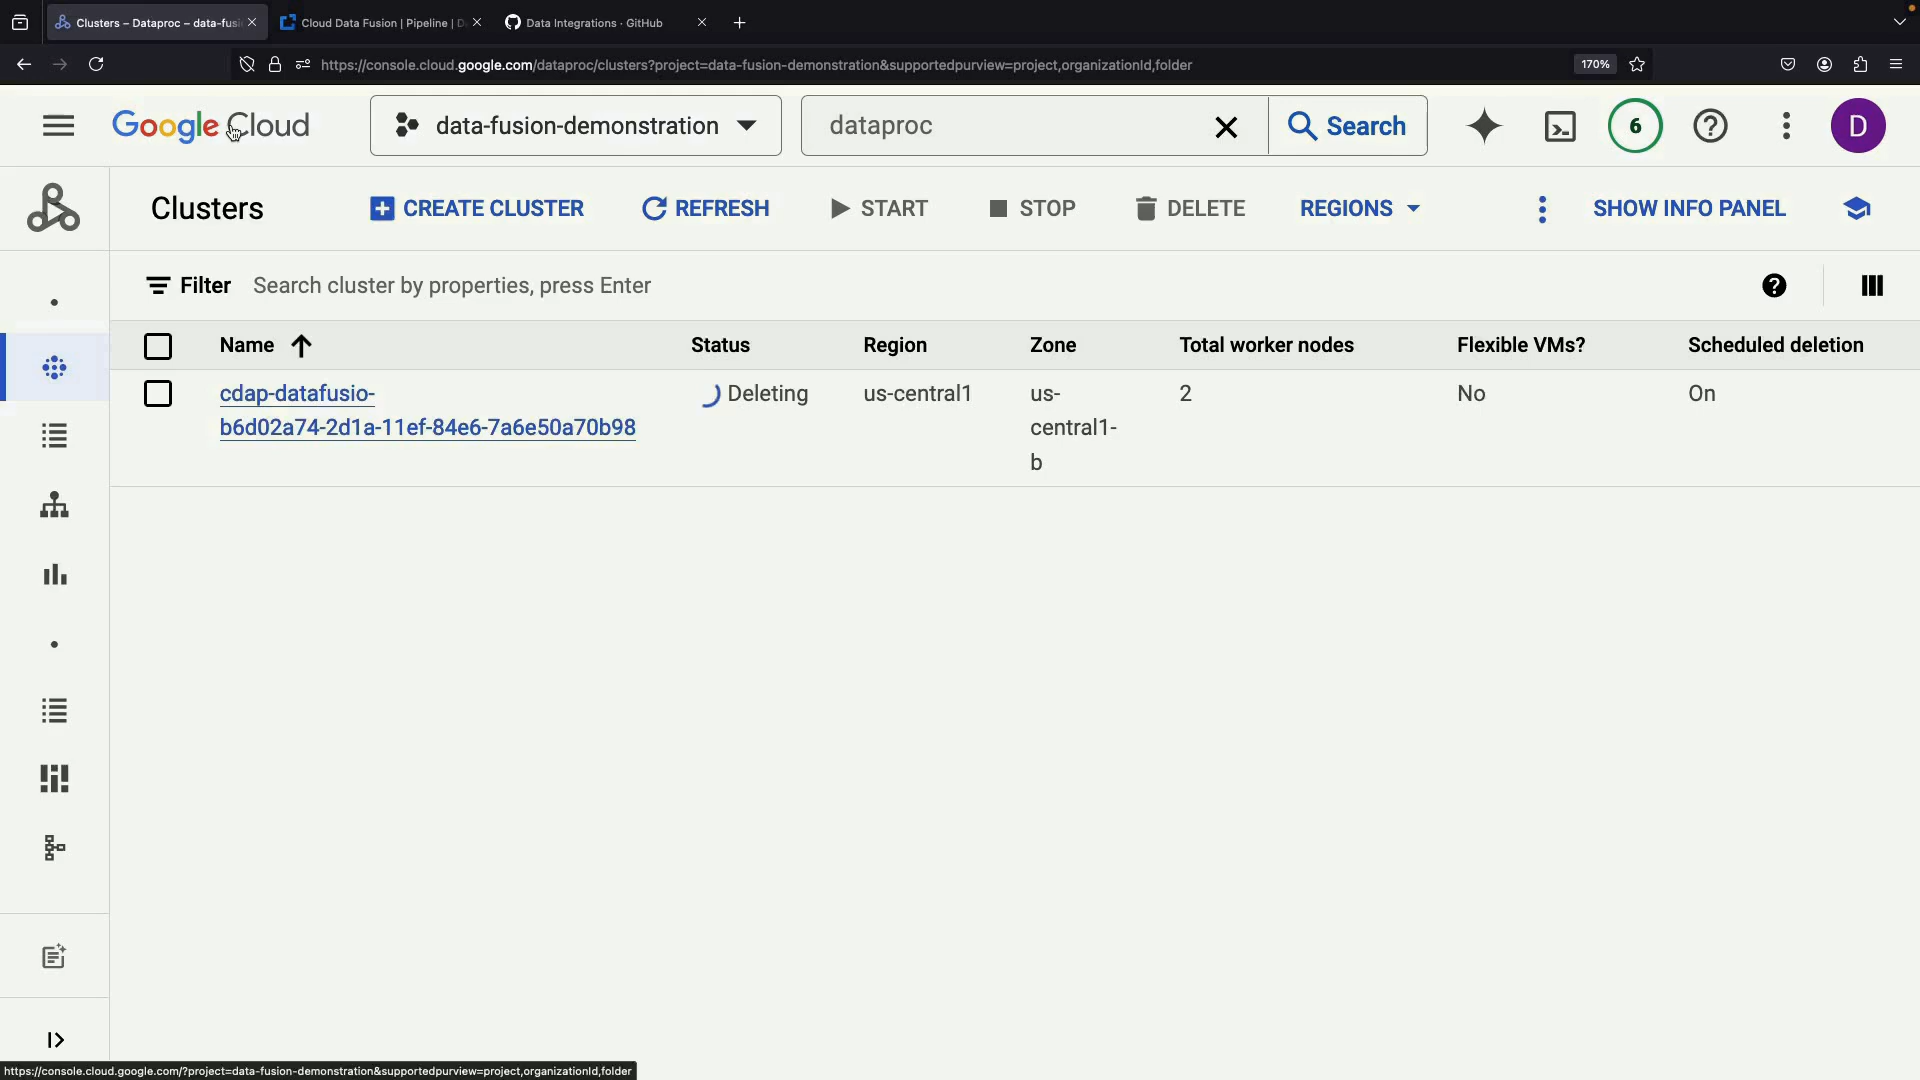 Clusters – Dataproc – data-fusi
Cloud Data Fusion | Pipeline | D
Data Integrations · GitHub
https://console.cloud.google.com/dataproc/clusters?project=data-fusion-demonstration&supportedpurview=project,organizationId,folder
170%
Google Cloud
data-fusion-demonstration
dataproc
Search
6
D
Clusters
CREATE CLUSTER
REFRESH
START
STOP
DELETE
REGIONS
SHOW INFO PANEL
Filter
Search cluster by properties, press Enter
Name
Status
Region
Zone
Total worker nodes
Flexible VMs?
Scheduled deletion
cdap-datafusio-
b6d02a74-2d1a-11ef-84e6-7a6e50a70b98
Deleting
us-central1
us-
central1-
b
2
No
On
https://console.cloud.google.com/?project=data-fusion-demonstration&supportedpurview=project,organizationId,folder